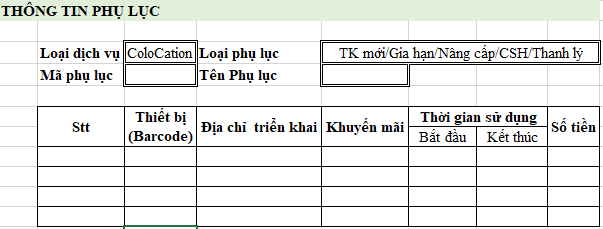 THÔNG TIN PHỤ LỤC
Loại dịch vụ ColoCation Loại phụ lục TK mới/Gia hạn/Nâng cấp/CSH/Thanh lý
Mã phụ lục Tên Phụ lục
Stt Thiết bị (Barcode) Địa chỉ triển khai Khuyến mãi Thời gian sử dụng Số tiền
Bắt đầu Kết thúc